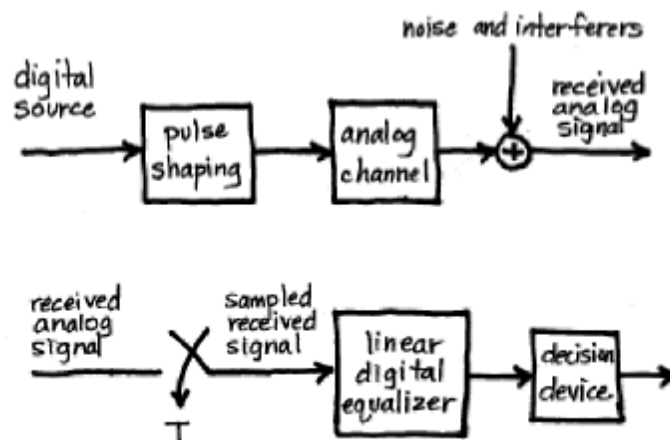 noise and interferers
digital
source
pulse
shaping
analog
channel
+
received
analog
signal
received
analog
signal
T
sampled
received
signal
linear
digital
equalizer
decision
device